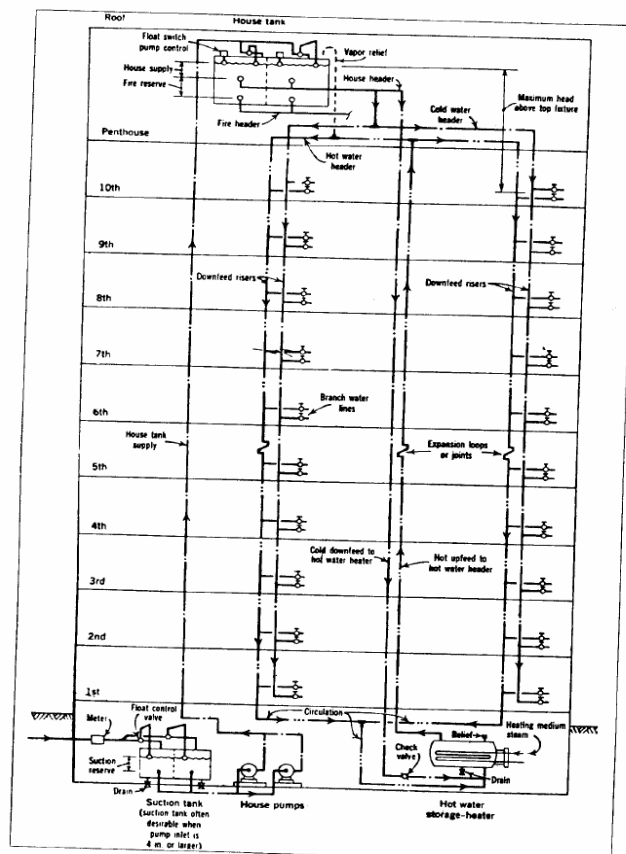 Roof
House tank
Float switch
pump control
Vapor relief
House supply
House header
Fire reserve
Maximum head
above top fixture
Cold water
header
Fire header
Penthouse
Hot water
header
10th
9th
Downfeed risers
Downfeed risers
8th
7th
Branch water
lines
6th
House tank
supply
Expansion loops
or joints
5th
4th
Cold downfeed to
hot water heater
Hot upfeed to
hot water header
3rd
2nd
1st
Circulation
Float control
valve
Meter
Heating medium
steam
Relief
Suction
reserve
Check
valve
Drain
Drain
Suction tank
(suction tank often
desirable when
pump inlet is
4 in. or larger)
House pumps
Hot water
storage-heater